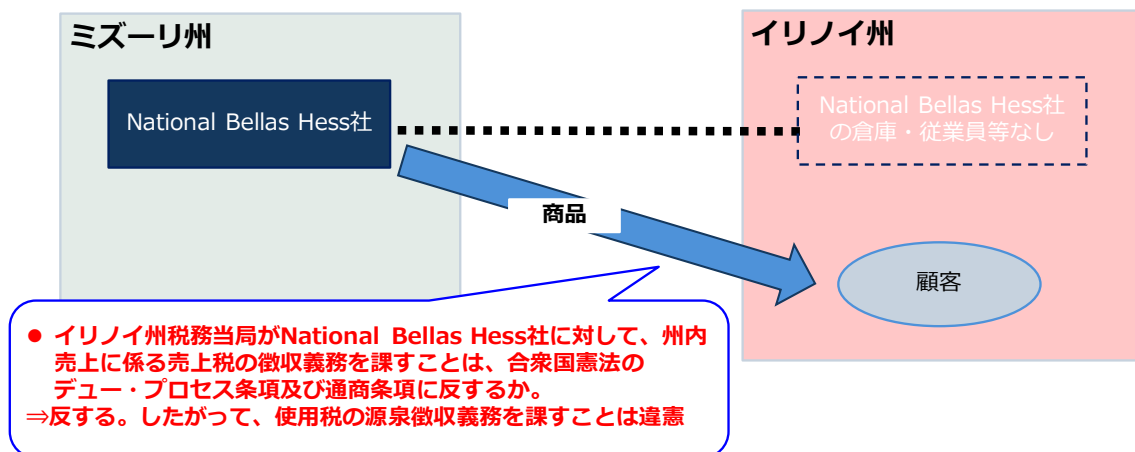 ミズーリ州
イリノイ州
National Bellas Hess社
National Bellas Hess社
の倉庫・従業員等なし
商品
顧客
● イリノイ州税務当局がNational Bellas Hess社に対して、州内
売上に係る売上税の徴収義務を課すことは、合衆国憲法の
デュー・プロセス条項及び通商条項に反するか。
⇒反する。したがって、使用税の源泉徴収義務を課すことは違憲